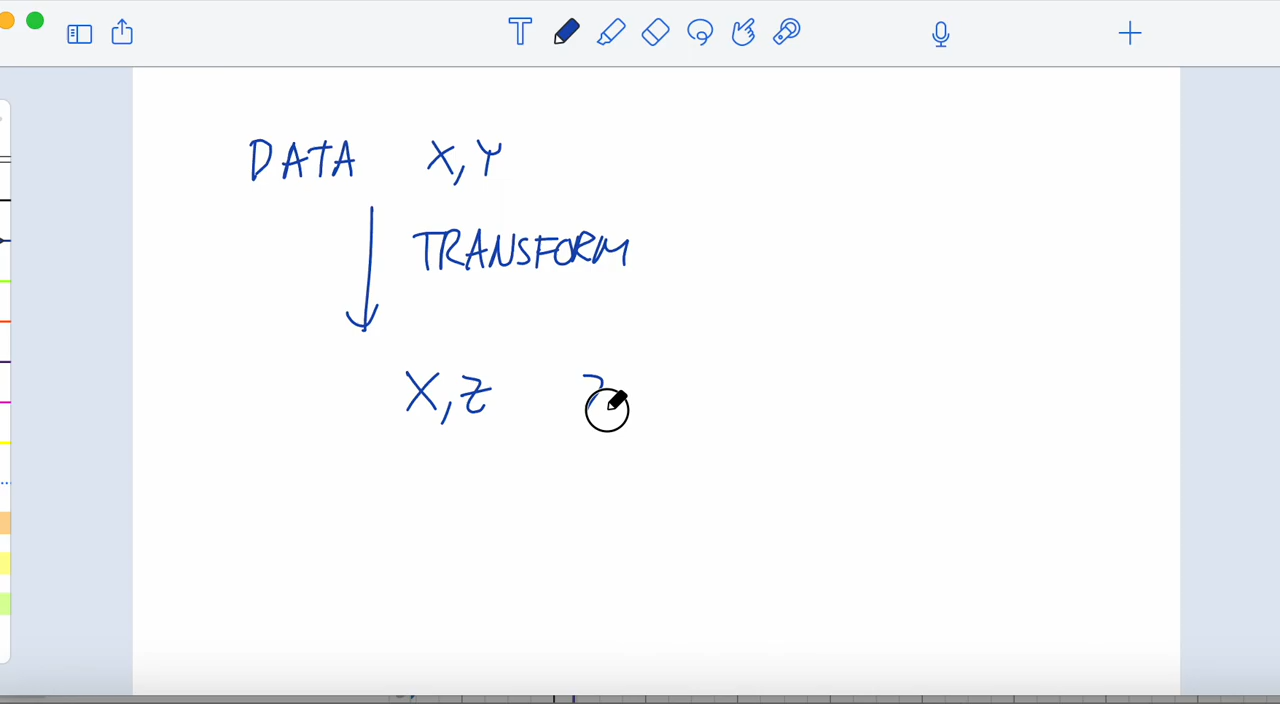 DATA X, Y
TRANSFORM
X, Z